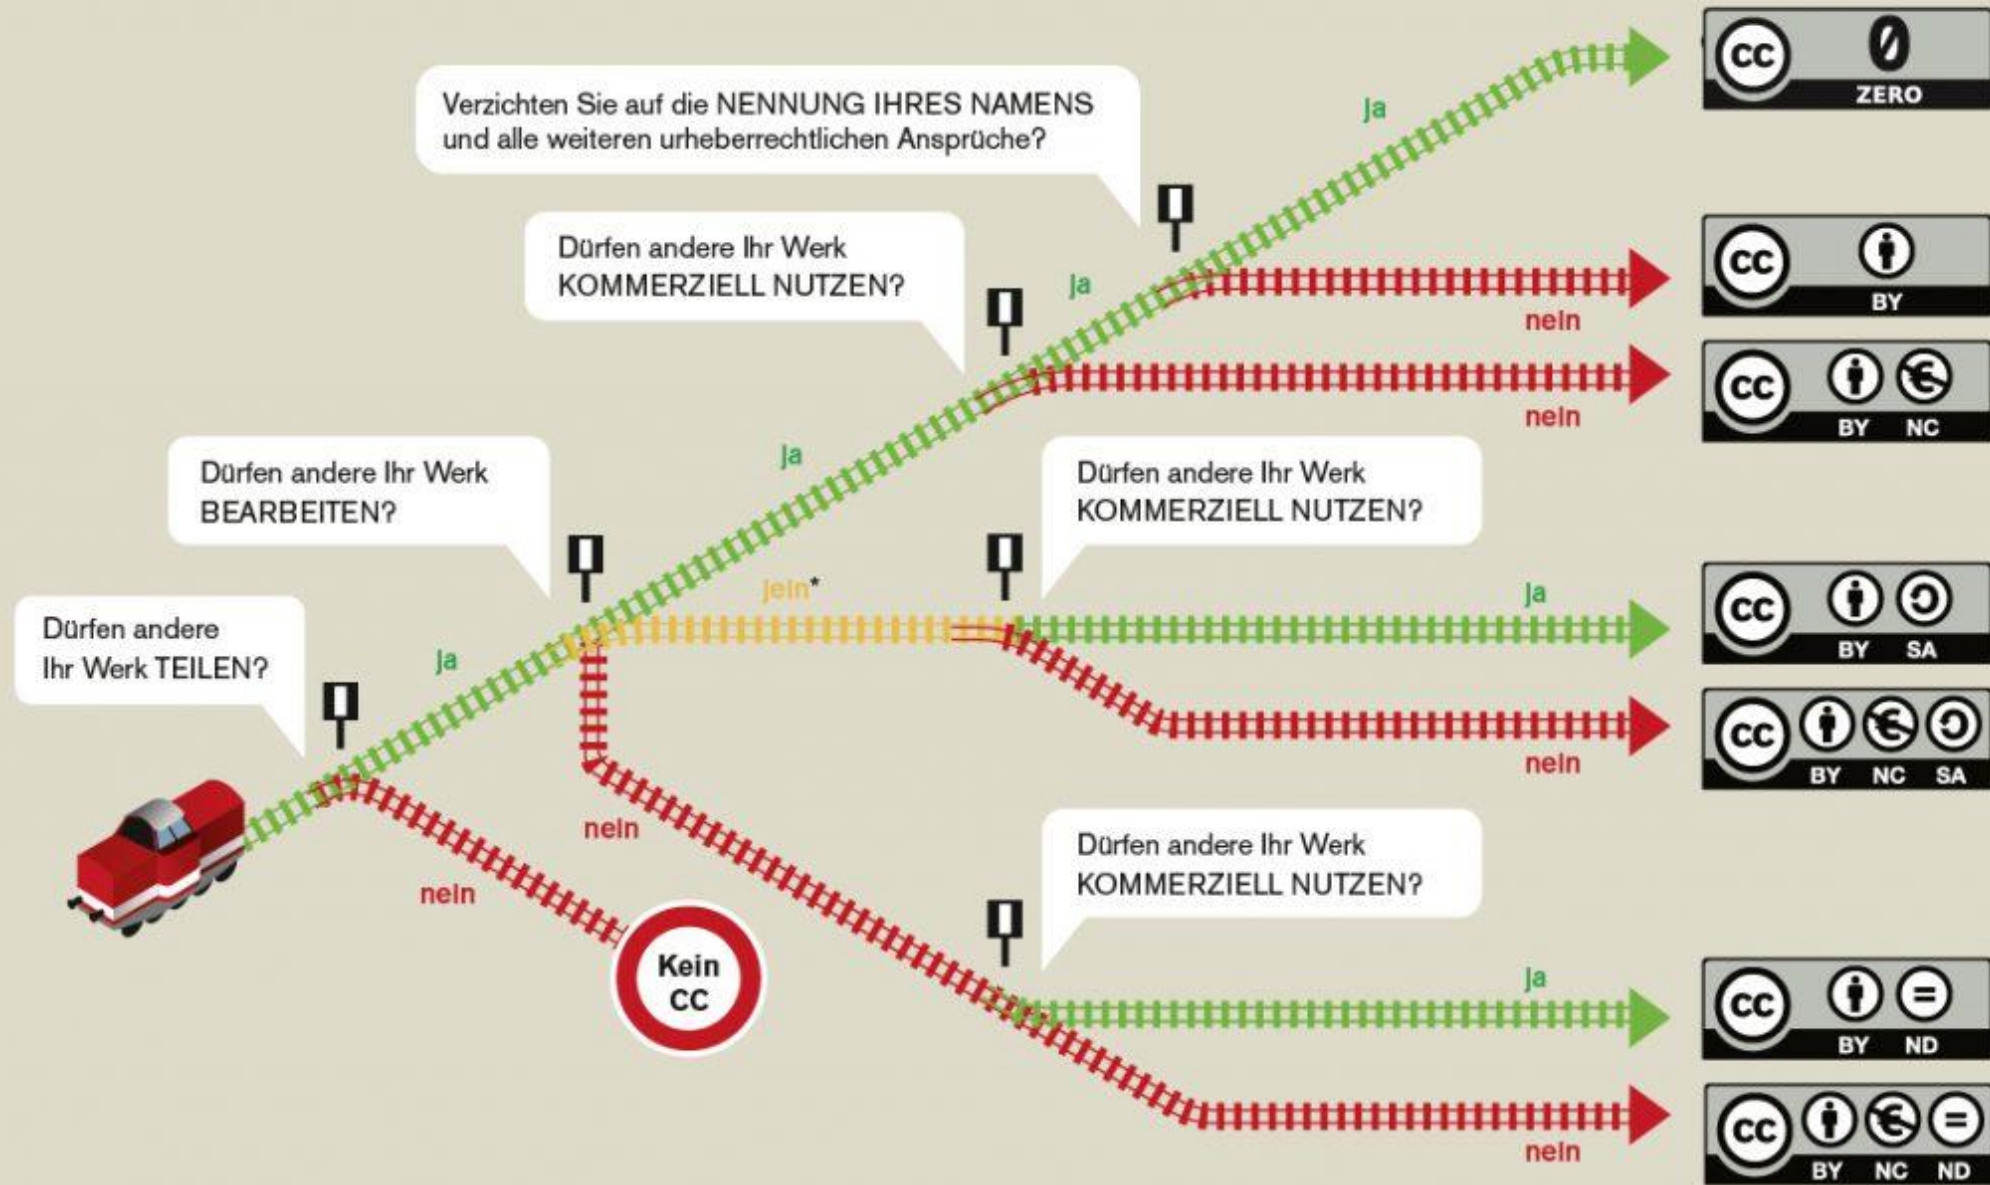 cc
0
ZERO
Verzichten Sie auf die NENNUNG IHRES NAMENS
und alle weiteren urheberrechtlichen Ansprüche?
ja
Dürfen andere Ihr Werk
KOMMERZIELL NUTZEN?
ja
nein
cc
BY
nein
cc
BY NC
Dürfen andere Ihr Werk
BEARBEITEN?
ja
Dürfen andere Ihr Werk
KOMMERZIELL NUTZEN?
jein*
ja
cc
BY SA
Dürfen andere
Ihr Werk TEILEN?
ja
nein
cc
BY NC SA
nein
nein
Kein
CC
Dürfen andere Ihr Werk
KOMMERZIELL NUTZEN?
ja
cc
BY ND
nein
cc
BY NC ND